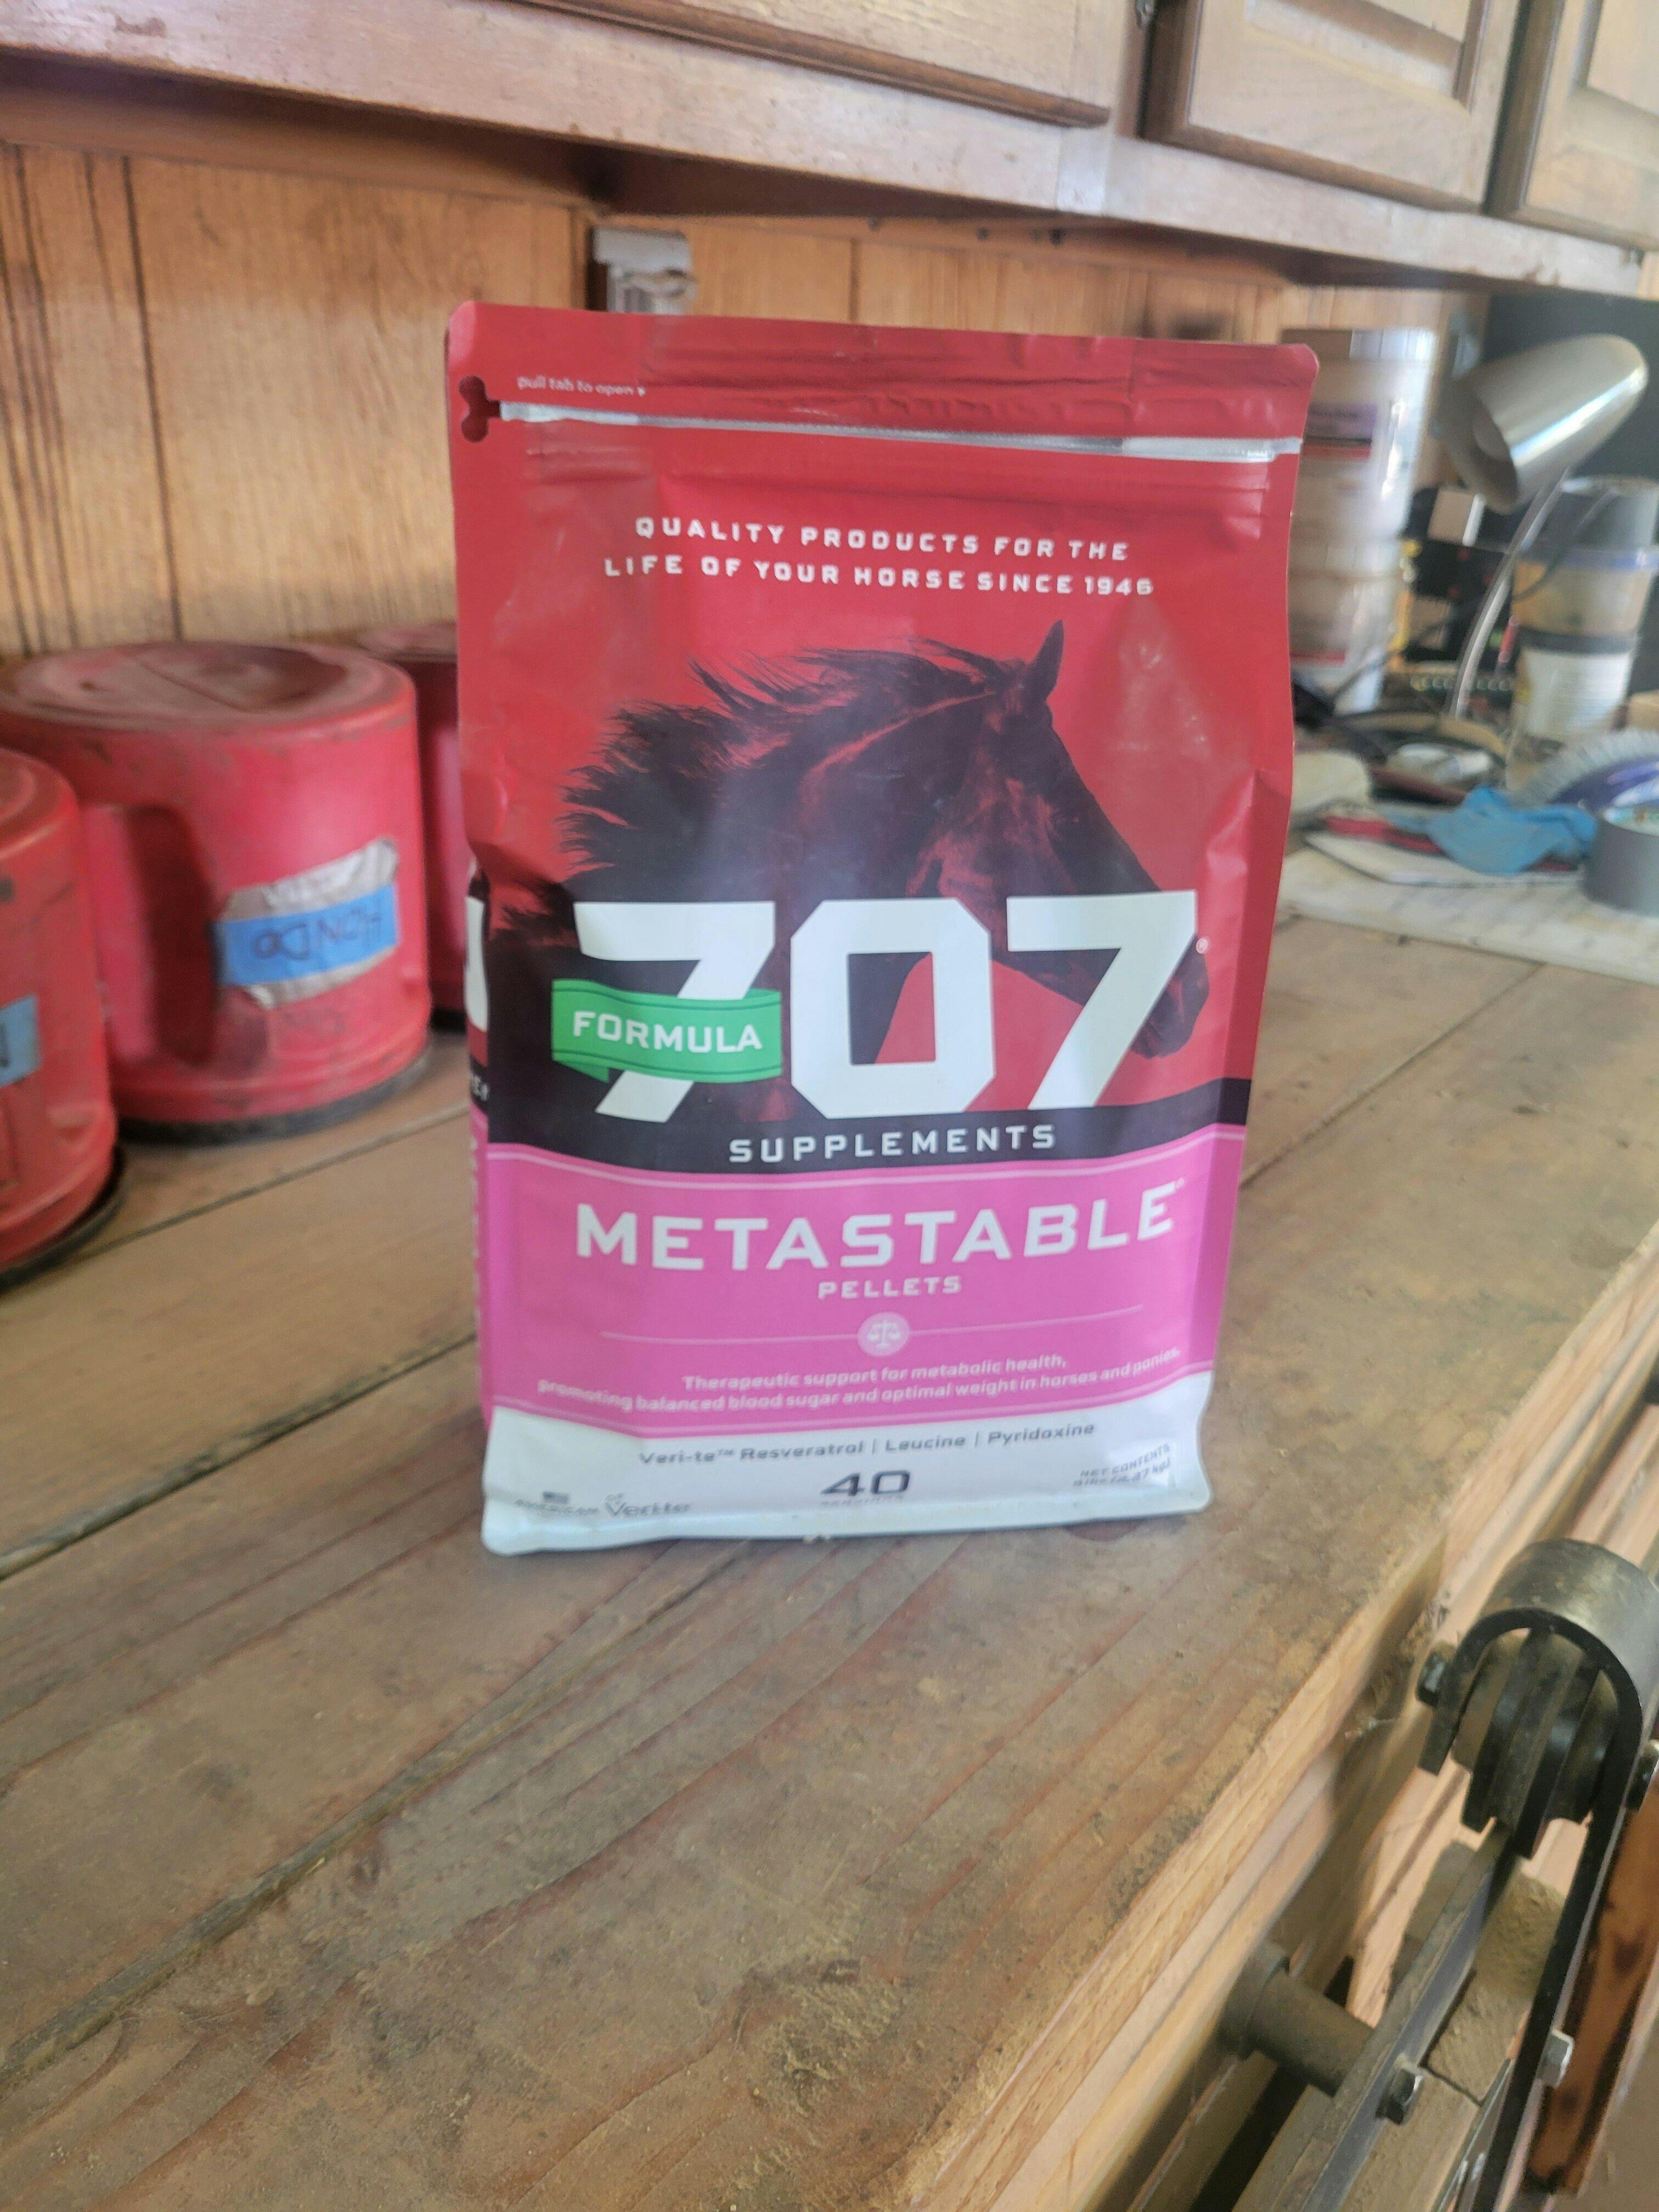 pull tab to open
QUALITY PRODUCTS FOR THE
LIFE OF YOUR HORSE SINCE 1946
707®
FORMULA
SUPPLEMENTS
METASTABLE
PELLETS
Therapeutic support for metabolic health,
promoting balanced blood sugar and optimal weight in horses and ponies.
Veri-te™ Resveratrol | Leucine | Pyridoxine
40
NET CONTENTS
Veri-te